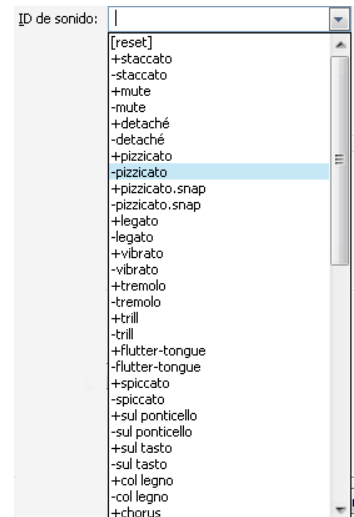 ID de sonido:
[reset]
+staccato
-staccato
+mute
-mute
+detaché
-detaché
+pizzicato
-pizzicato
+pizzicato.snap
-pizzicato.snap
+legato
-legato
+vibrato
-vibrato
+tremolo
-tremolo
+trill
-trill
+flutter-tongue
-flutter-tongue
+spiccato
-spiccato
+sul ponticello
-sul ponticello
+sul tasto
-sul tasto
+col legno
-col legno
+chorus